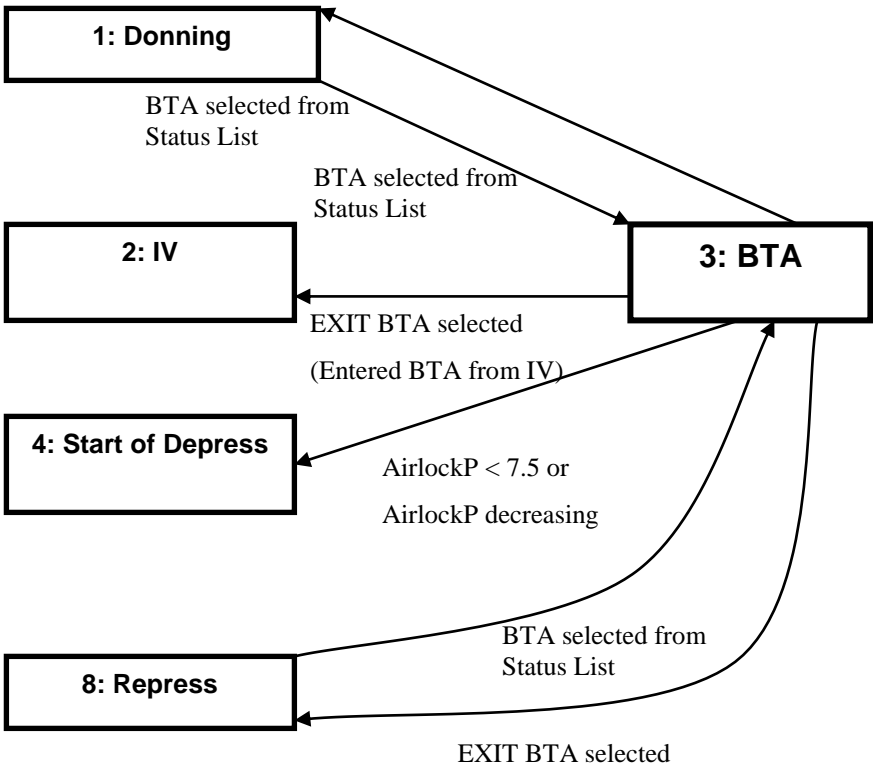 1: Donning
BTA selected from
Status List
BTA selected from
Status List
2: IV
3: BTA
EXIT BTA selected
(Entered BTA from IV)
4: Start of Depress
AirlockP < 7.5 or
AirlockP decreasing
BTA selected from
Status List
8: Repress
EXIT BTA selected